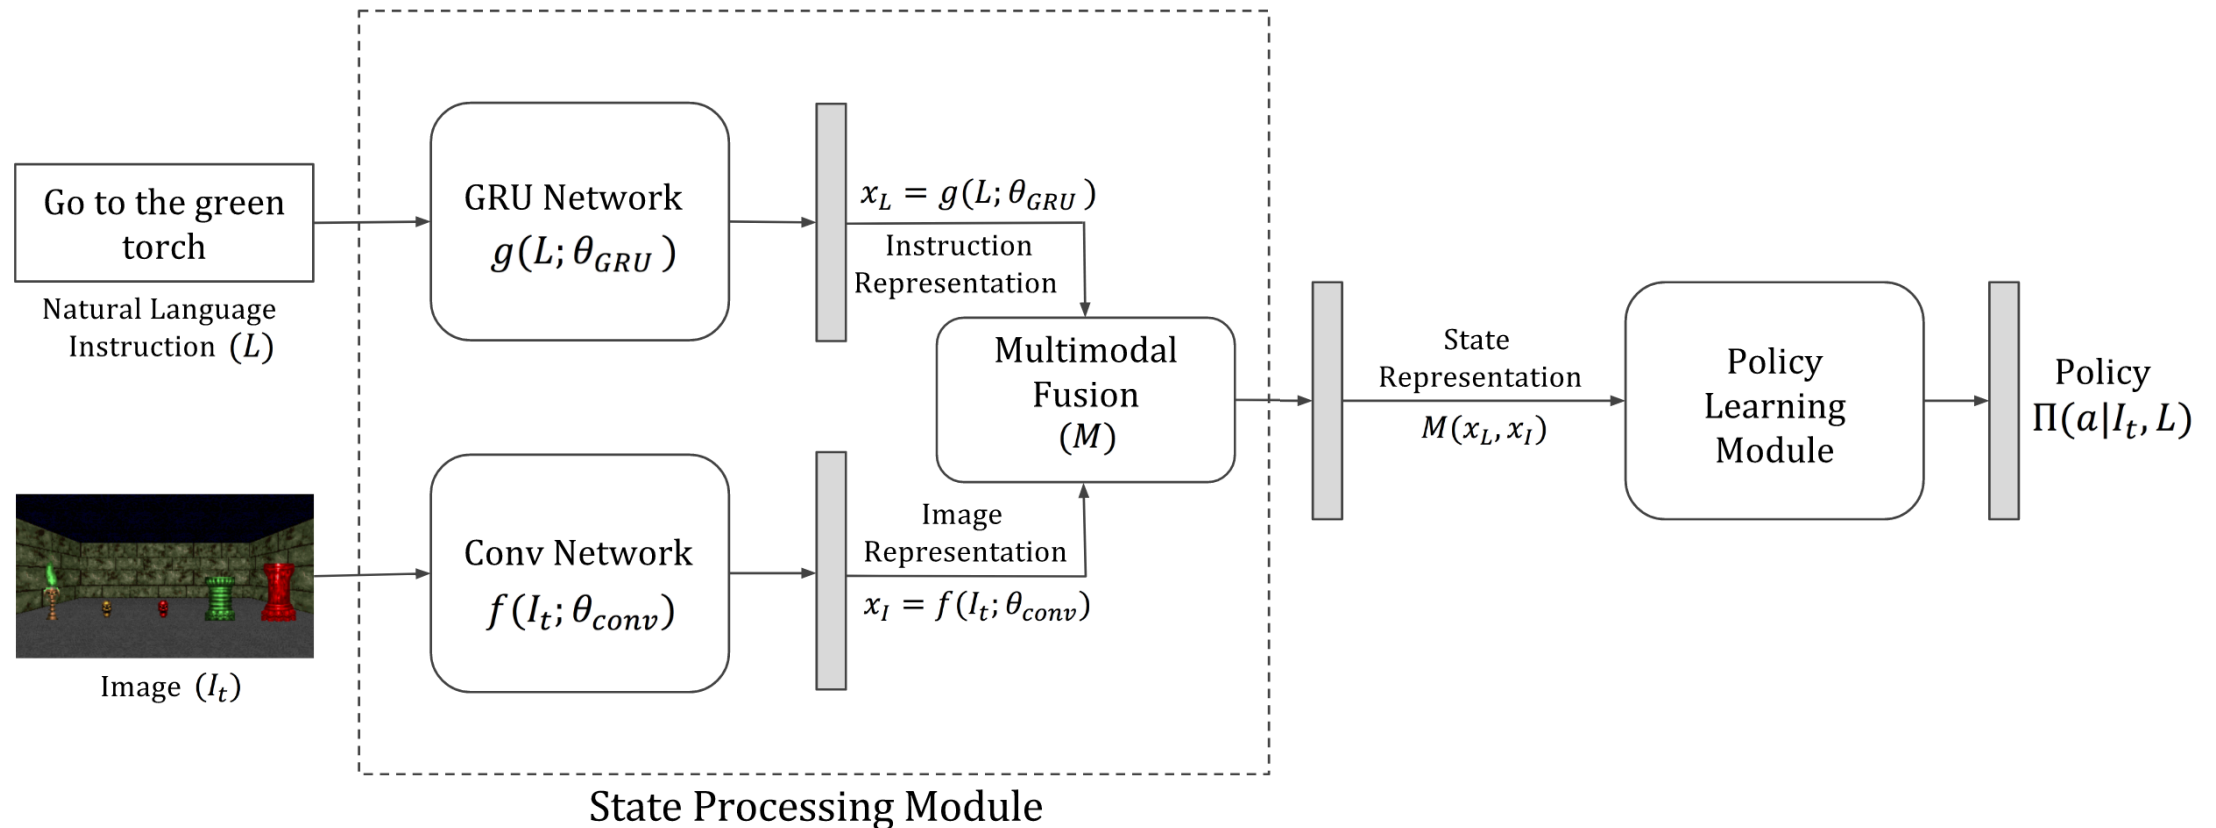 Go to the green
torch
Natural Language
Instruction (L)
Image (I_t)
GRU Network
g(L; θ_GRU )
Conv Network
f(I_t; θ_conv)
x_L = g(L; θ_GRU )
Instruction
Representation
Image
Representation
x_I = f(I_t; θ_conv)
Multimodal
Fusion
(M)
State Processing Module
State
Representation
M(x_L, x_I)
Policy
Learning
Module
Policy
Π(a|I_t, L)